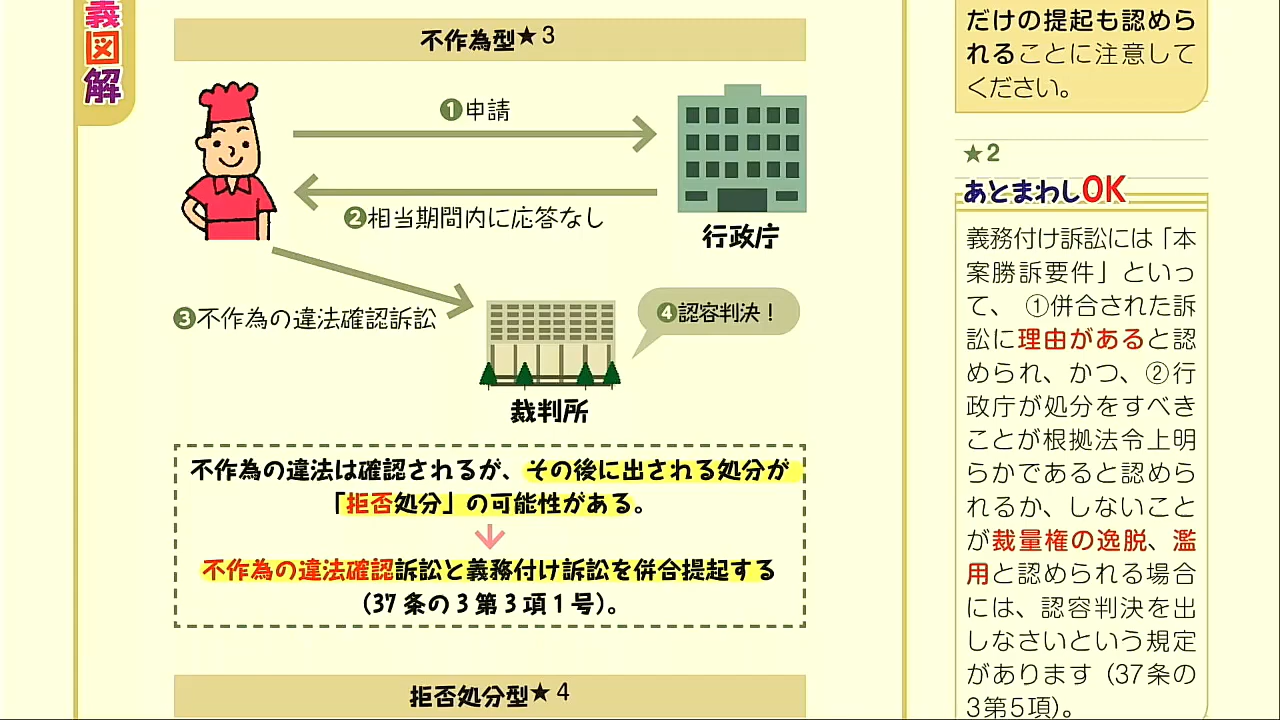 義図解
不作為型★3
❶申請
❷相当期間内に応答なし
行政庁
❸不作為の違法確認訴訟
❹認容判決！
裁判所
不作為の違法は確認されるが、その後に出される処分が
「拒否処分」の可能性がある。
↓
不作為の違法確認訴訟と義務付け訴訟を併合提起する
（37条の3第3項1号）。
拒否処分型★4
だけの提起も認めら
れることに注意して
ください。
★2
あとまわしOK
義務付け訴訟には「本
案勝訴要件」といっ
て、①併合された訴
訟に理由があると認
められ、かつ、②行
政庁が処分をすべき
ことが根拠法令上明
らかであると認めら
れるか、しないこと
が裁量権の逸脱、濫
用と認められる場合
には、認容判決を出
しなさいという規定
があります（37条の
3第5項）。